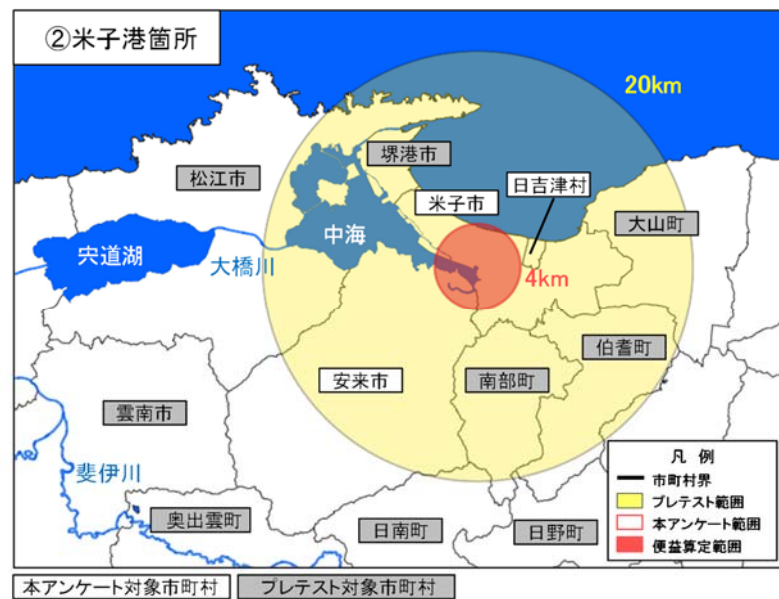 ②米子港箇所
20km
堺港市
松江市
日吉津村
米子市
大山町
中海
宍道湖
大橋川
4km
伯耆町
安来市
南部町
雲南市
斐伊川
凡 例
市町村界
プレテスト範囲
本アンケート範囲
便益算定範囲
奥出雲町
日南町
日野町
本アンケート対象市町村
プレテスト対象市町村